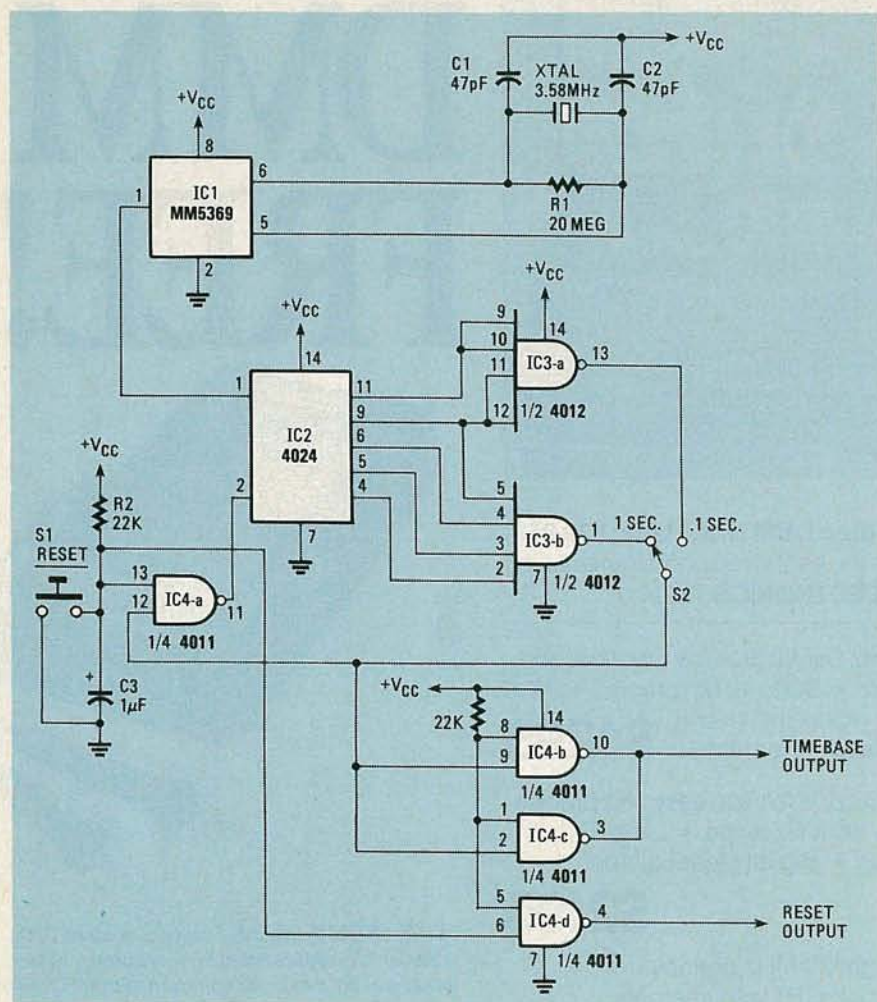 +VCC
C1
47pF
XTAL
3.58MHz
C2
47pF
+VCC
8
1
IC1
MM5369
6
5
2
R1
20 MEG
+VCC
14
1
IC2
4024
11
9
6
5
4
2
7
+VCC
14
9
10
11
12
IC3-a
13
1/2 4012
5
4
3
2
IC3-b
1
7
1/2 4012
1 SEC.
.1 SEC.
S2
+VCC
R2
22K
S1
RESET
13
12
IC4-a
11
1/4 4011
+
C3
1µF
+VCC
22K
14
8
9
IC4-b
10
1/4 4011
TIMEBASE
OUTPUT
1
2
IC4-c
3
1/4 4011
5
6
IC4-d
4
7
1/4 4011
RESET
OUTPUT